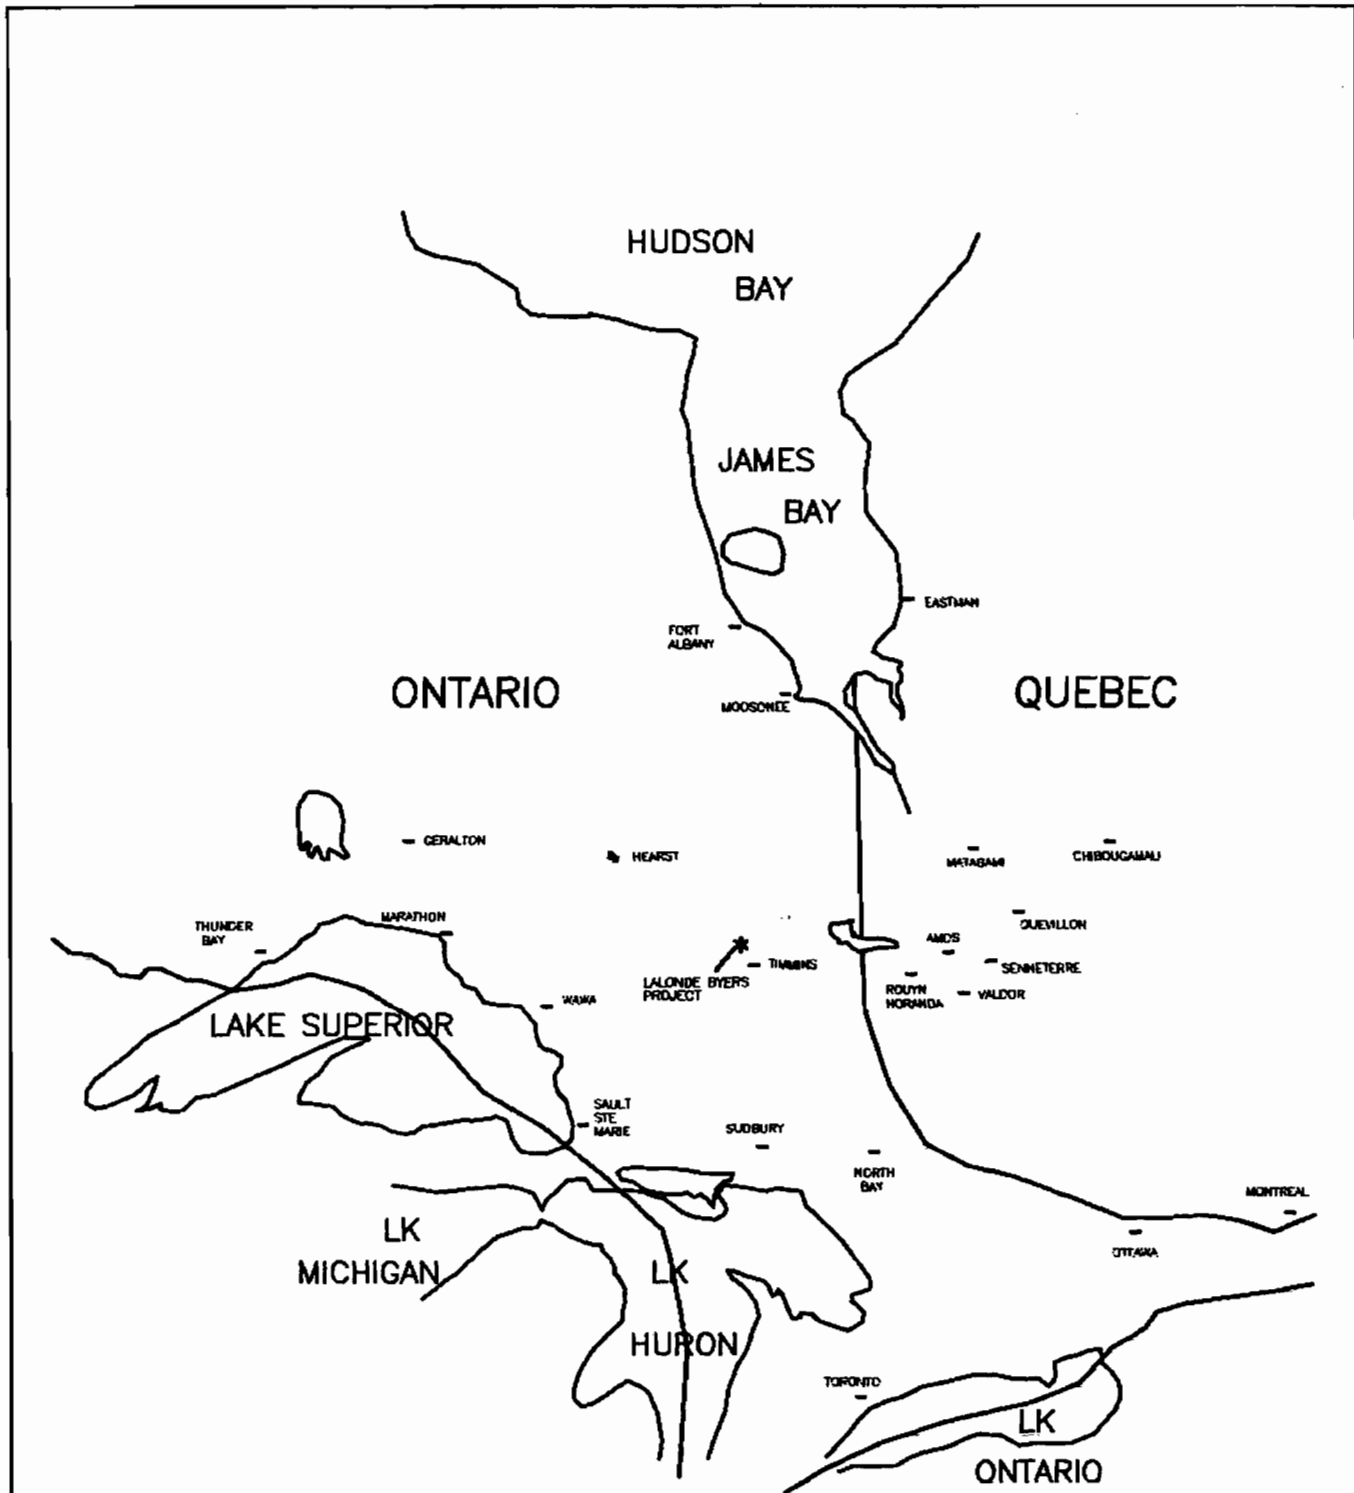 HUDSON
BAY
JAMES
BAY
EASTMAN
FORT
ALBANY
ONTARIO
QUEBEC
MOOSONEE
GERALTON
HEARST
MATAGAMI
CHIBOUGAMAU
THUNDER
BAY
MARATHON
QUEVILLON
AMOS
TIMMINS
SENNETERRE
LALONDE BYERS
PROJECT
ROUYN
NORANDA
VALDOR
WAWA
LAKE SUPERIOR
SAULT
STE
MARIE
SUDBURY
NORTH
BAY
MONTREAL
OTTAWA
LK
MICHIGAN
LK
HURON
TORONTO
LK
ONTARIO